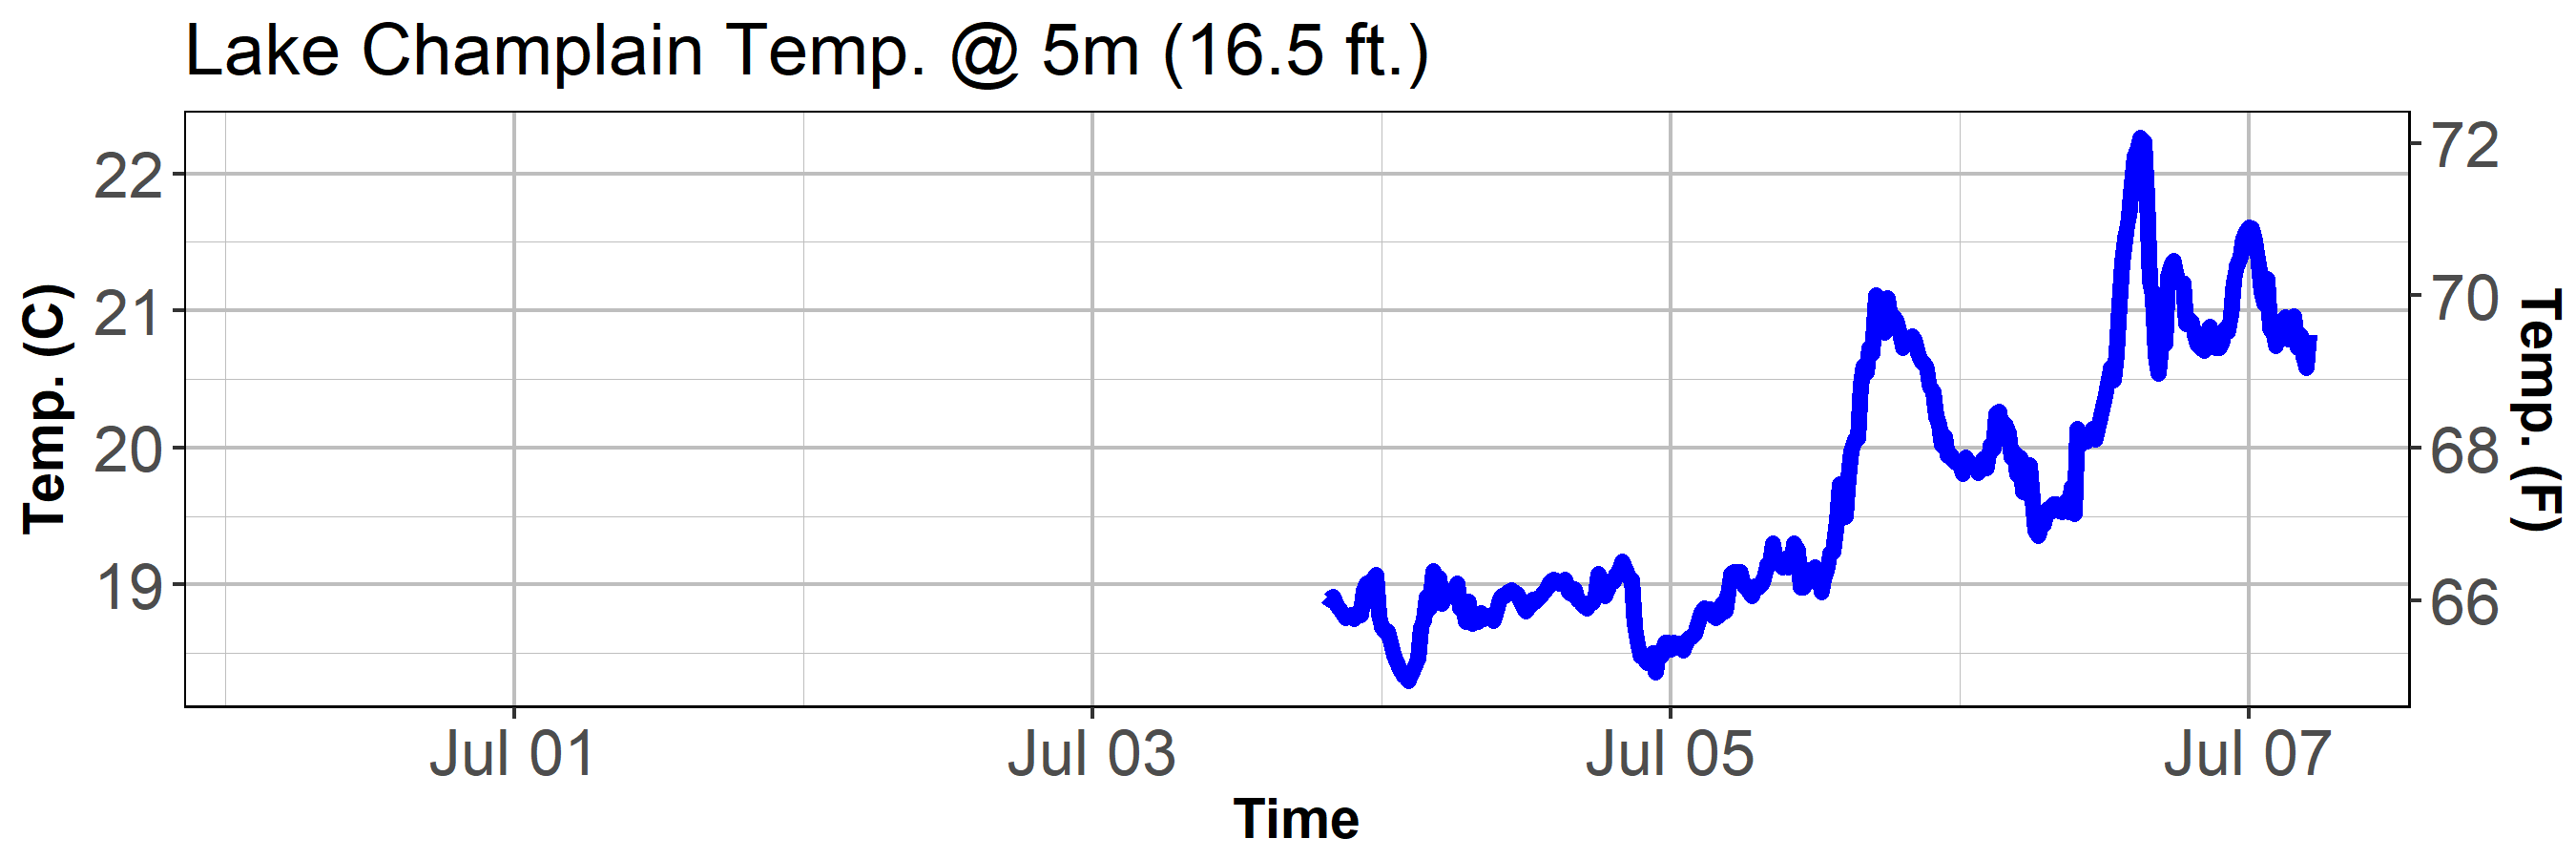 Lake Champlain Temp. @ 5m (16.5 ft.)
Temp. (C)
22
21
20
19
72
70
68
66
Temp. (F)
Jul 01 Jul 03 Jul 05 Jul 07
Time